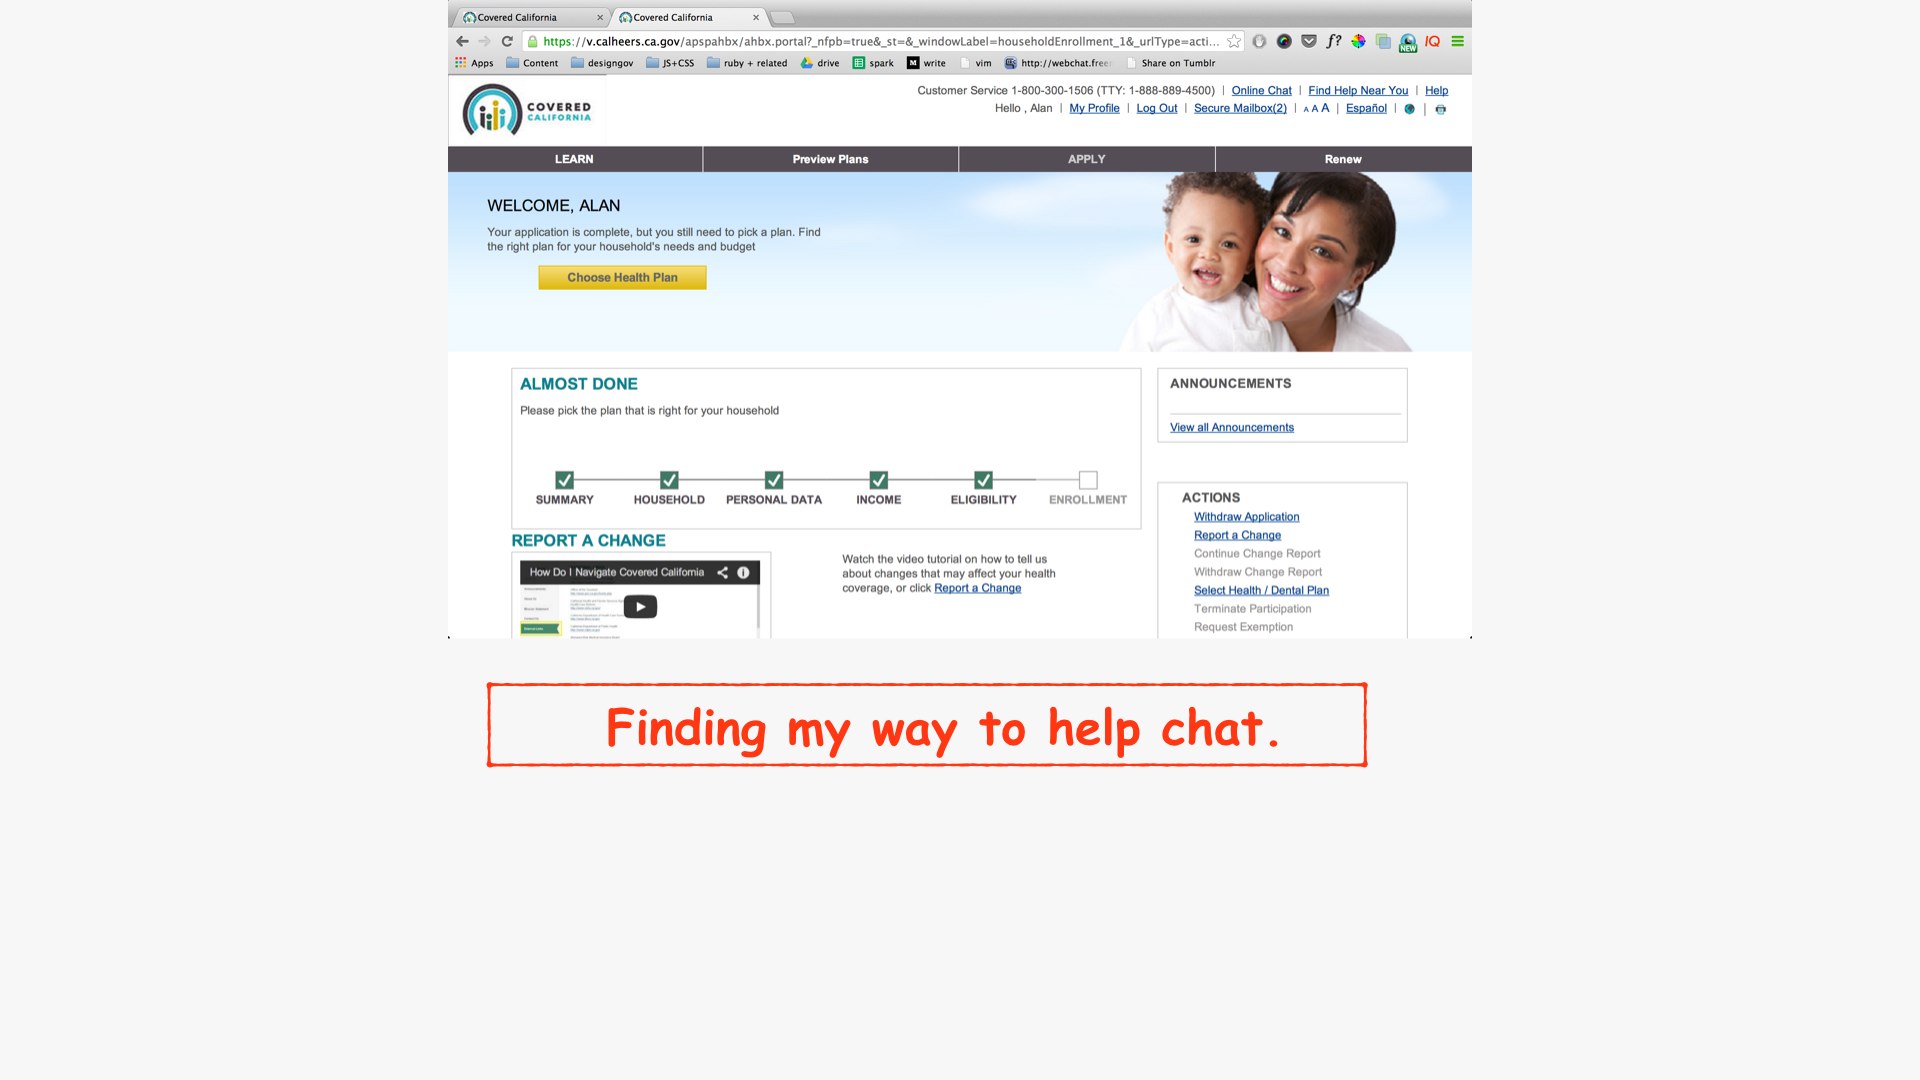 Covered California
Covered California
https://v.calheers.ca.gov/apspahbx/ahbx.portal?_nfpb=true&_st=&_windowLabel=householdEnrollment_1&_urlType=acti...
f?
NEW
IQ
Apps Content designgov JS+CSS ruby + related drive spark M write vim http://webchat.free Share on Tumblr
COVERED
CALIFORNIA
Customer Service 1-800-300-1506 (TTY: 1-888-889-4500) | Online Chat | Find Help Near You | Help
Hello , Alan | My Profile | Log Out | Secure Mailbox(2) | A A A | Español | |
LEARN Preview Plans APPLY Renew
WELCOME, ALAN
Your application is complete, but you still need to pick a plan. Find
the right plan for your household's needs and budget
Choose Health Plan
ALMOST DONE
Please pick the plan that is right for your household
SUMMARY HOUSEHOLD PERSONAL DATA INCOME ELIGIBILITY ENROLLMENT
REPORT A CHANGE
How Do I Navigate Covered California
Watch the video tutorial on how to tell us
about changes that may affect your health
coverage, or click Report a Change
ANNOUNCEMENTS
View all Announcements
ACTIONS
Withdraw Application
Report a Change
Continue Change Report
Withdraw Change Report
Select Health / Dental Plan
Terminate Participation
Request Exemption
Finding my way to help chat.